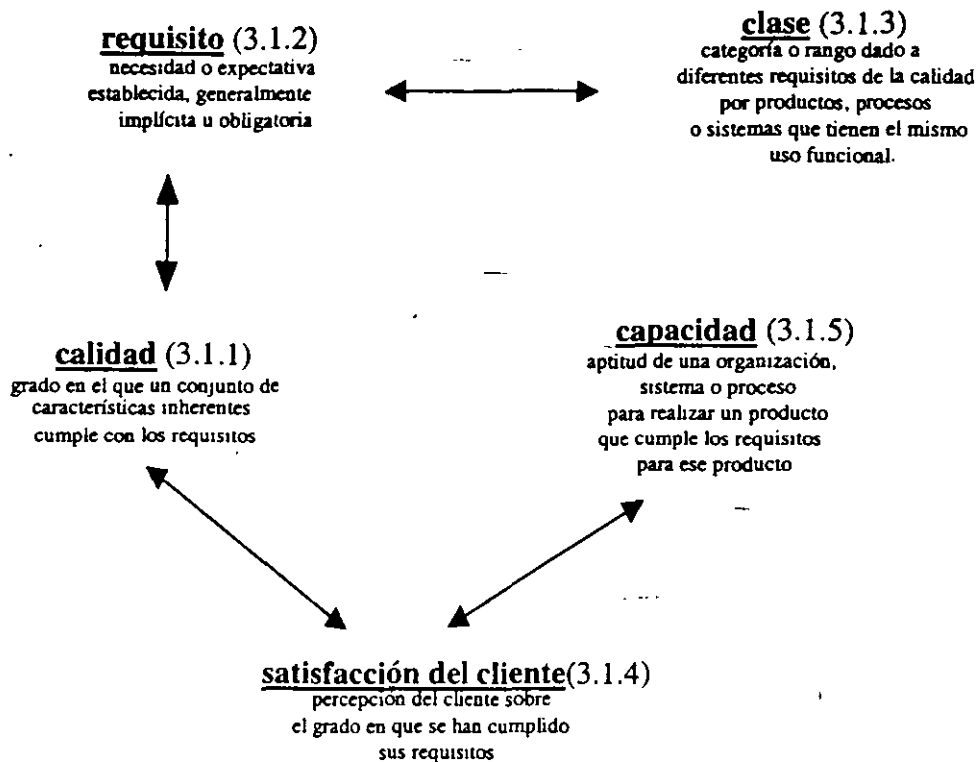 requisito (3.1.2)
necesidad o expectativa
establecida, generalmente
implícita u obligatoria
clase (3.1.3)
categoría o rango dado a
diferentes requisitos de la calidad
por productos, procesos
o sistemas que tienen el mismo
uso funcional.
calidad (3.1.1)
grado en el que un conjunto de
características inherentes
cumple con los requisitos
capacidad (3.1.5)
aptitud de una organización,
sistema o proceso
para realizar un producto
que cumple los requisitos
para ese producto
satisfacción del cliente(3.1.4)
percepción del cliente sobre
el grado en que se han cumplido
sus requisitos